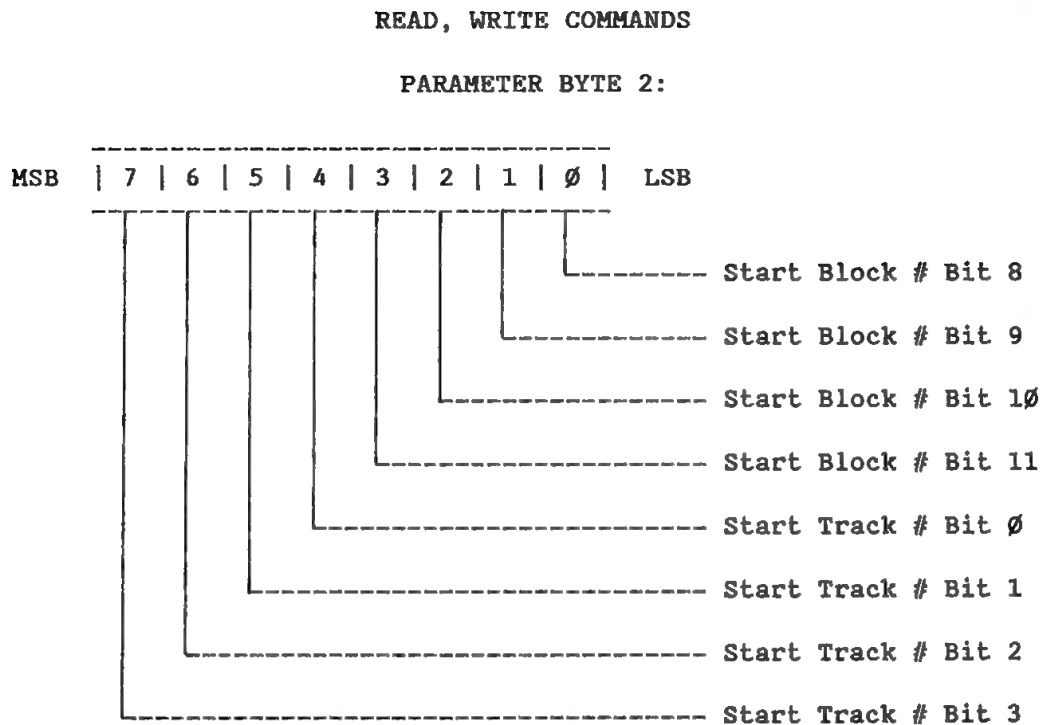 READ, WRITE COMMANDS
PARAMETER BYTE 2:
MSB | 7 | 6 | 5 | 4 | 3 | 2 | 1 | Ø | LSB
Start Block # Bit 8
Start Block # Bit 9
Start Block # Bit 1Ø
Start Block # Bit 11
Start Track # Bit Ø
Start Track # Bit 1
Start Track # Bit 2
Start Track # Bit 3